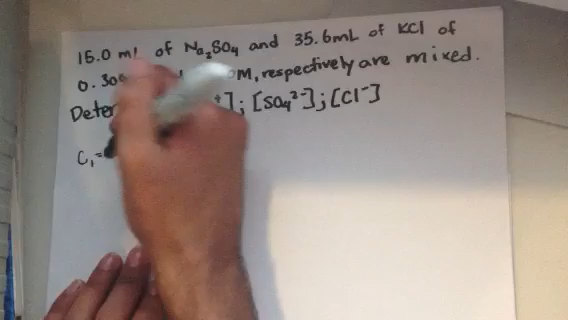 15.0 mL of Na₂SO₄ and 35.6mL of KCl of
0.30 M, respectively are mixed.
Deter ⁺]; [SO₄²⁻]; [Cl⁻]
C₁=